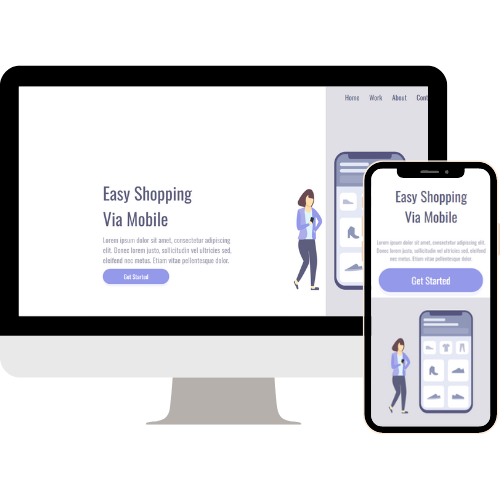 Home Work About Cont
Easy Shopping
Via Mobile
Lorem ipsum dolor sit amet, consectetur adipiscing
elit. Donec lorem justo, sollicitudin vel ultricies sed,
eleifend nec metus. Etiam vitae pellentesque dolor.
Get Started
Easy Shopping
Via Mobile
Lorem ipsum dolor sit amet, consectetur adipiscing elit.
Donec lorem justo, sollicitudin vel ultricies sed, eleifend
nec metus. Etiam vitae pellentesque dolor.
Get Started